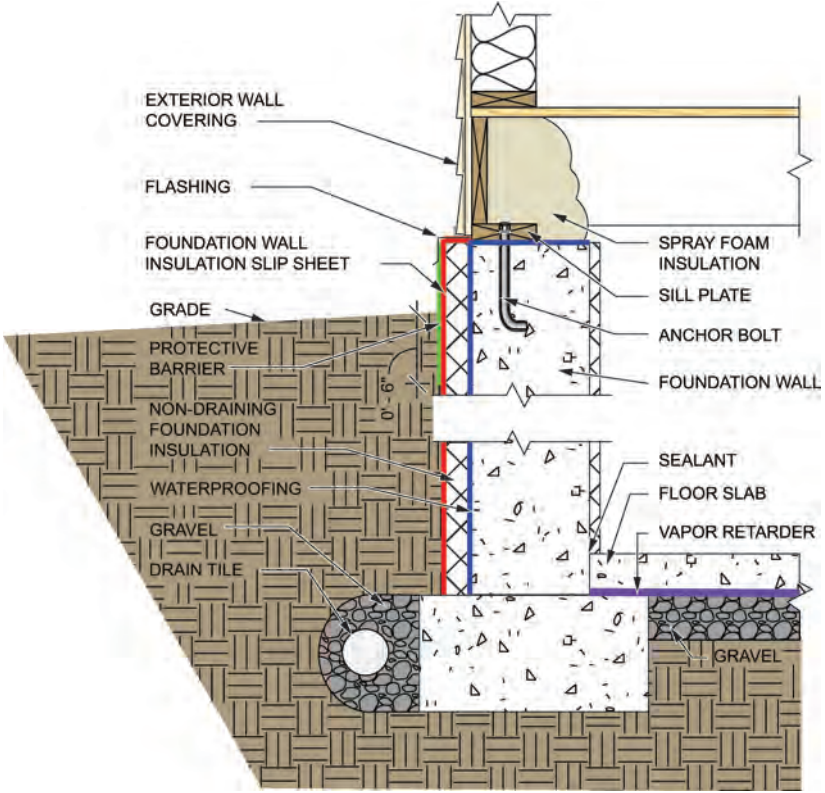 EXTERIOR WALL
COVERING
FLASHING
FOUNDATION WALL
INSULATION SLIP SHEET
GRADE
PROTECTIVE
BARRIER
0' - 6"
NON-DRAINING
FOUNDATION
INSULATION
WATERPROOFING
GRAVEL
DRAIN TILE
SPRAY FOAM
INSULATION
SILL PLATE
ANCHOR BOLT
FOUNDATION WALL
SEALANT
FLOOR SLAB
VAPOR RETARDER
GRAVEL